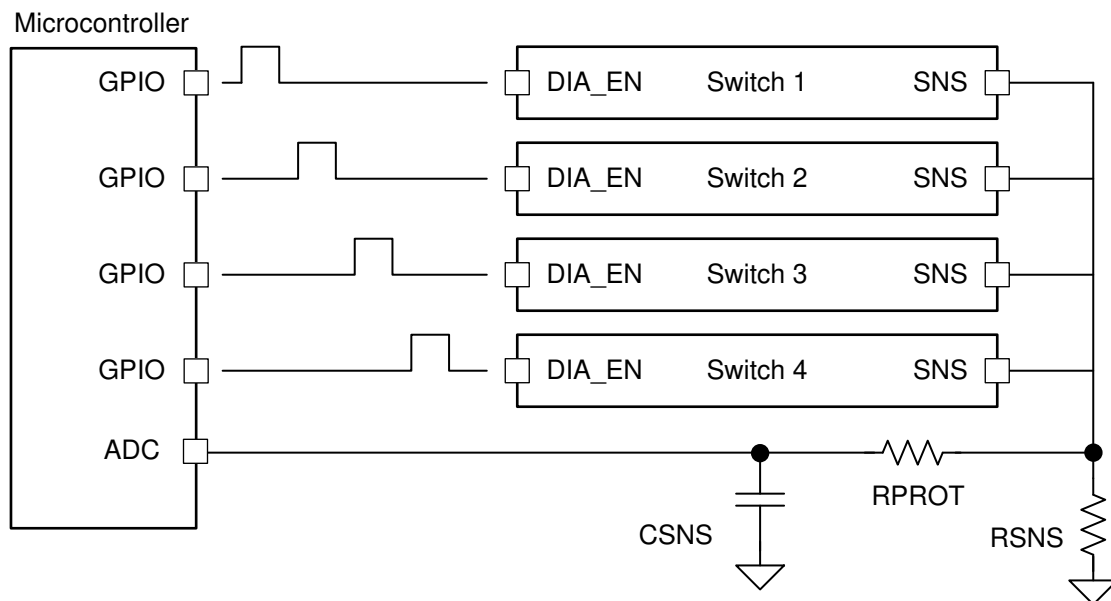 Microcontroller
GPIO DIA_EN Switch 1 SNS
GPIO DIA_EN Switch 2 SNS
GPIO DIA_EN Switch 3 SNS
GPIO DIA_EN Switch 4 SNS
ADC
RPROT
CSNS RSNS